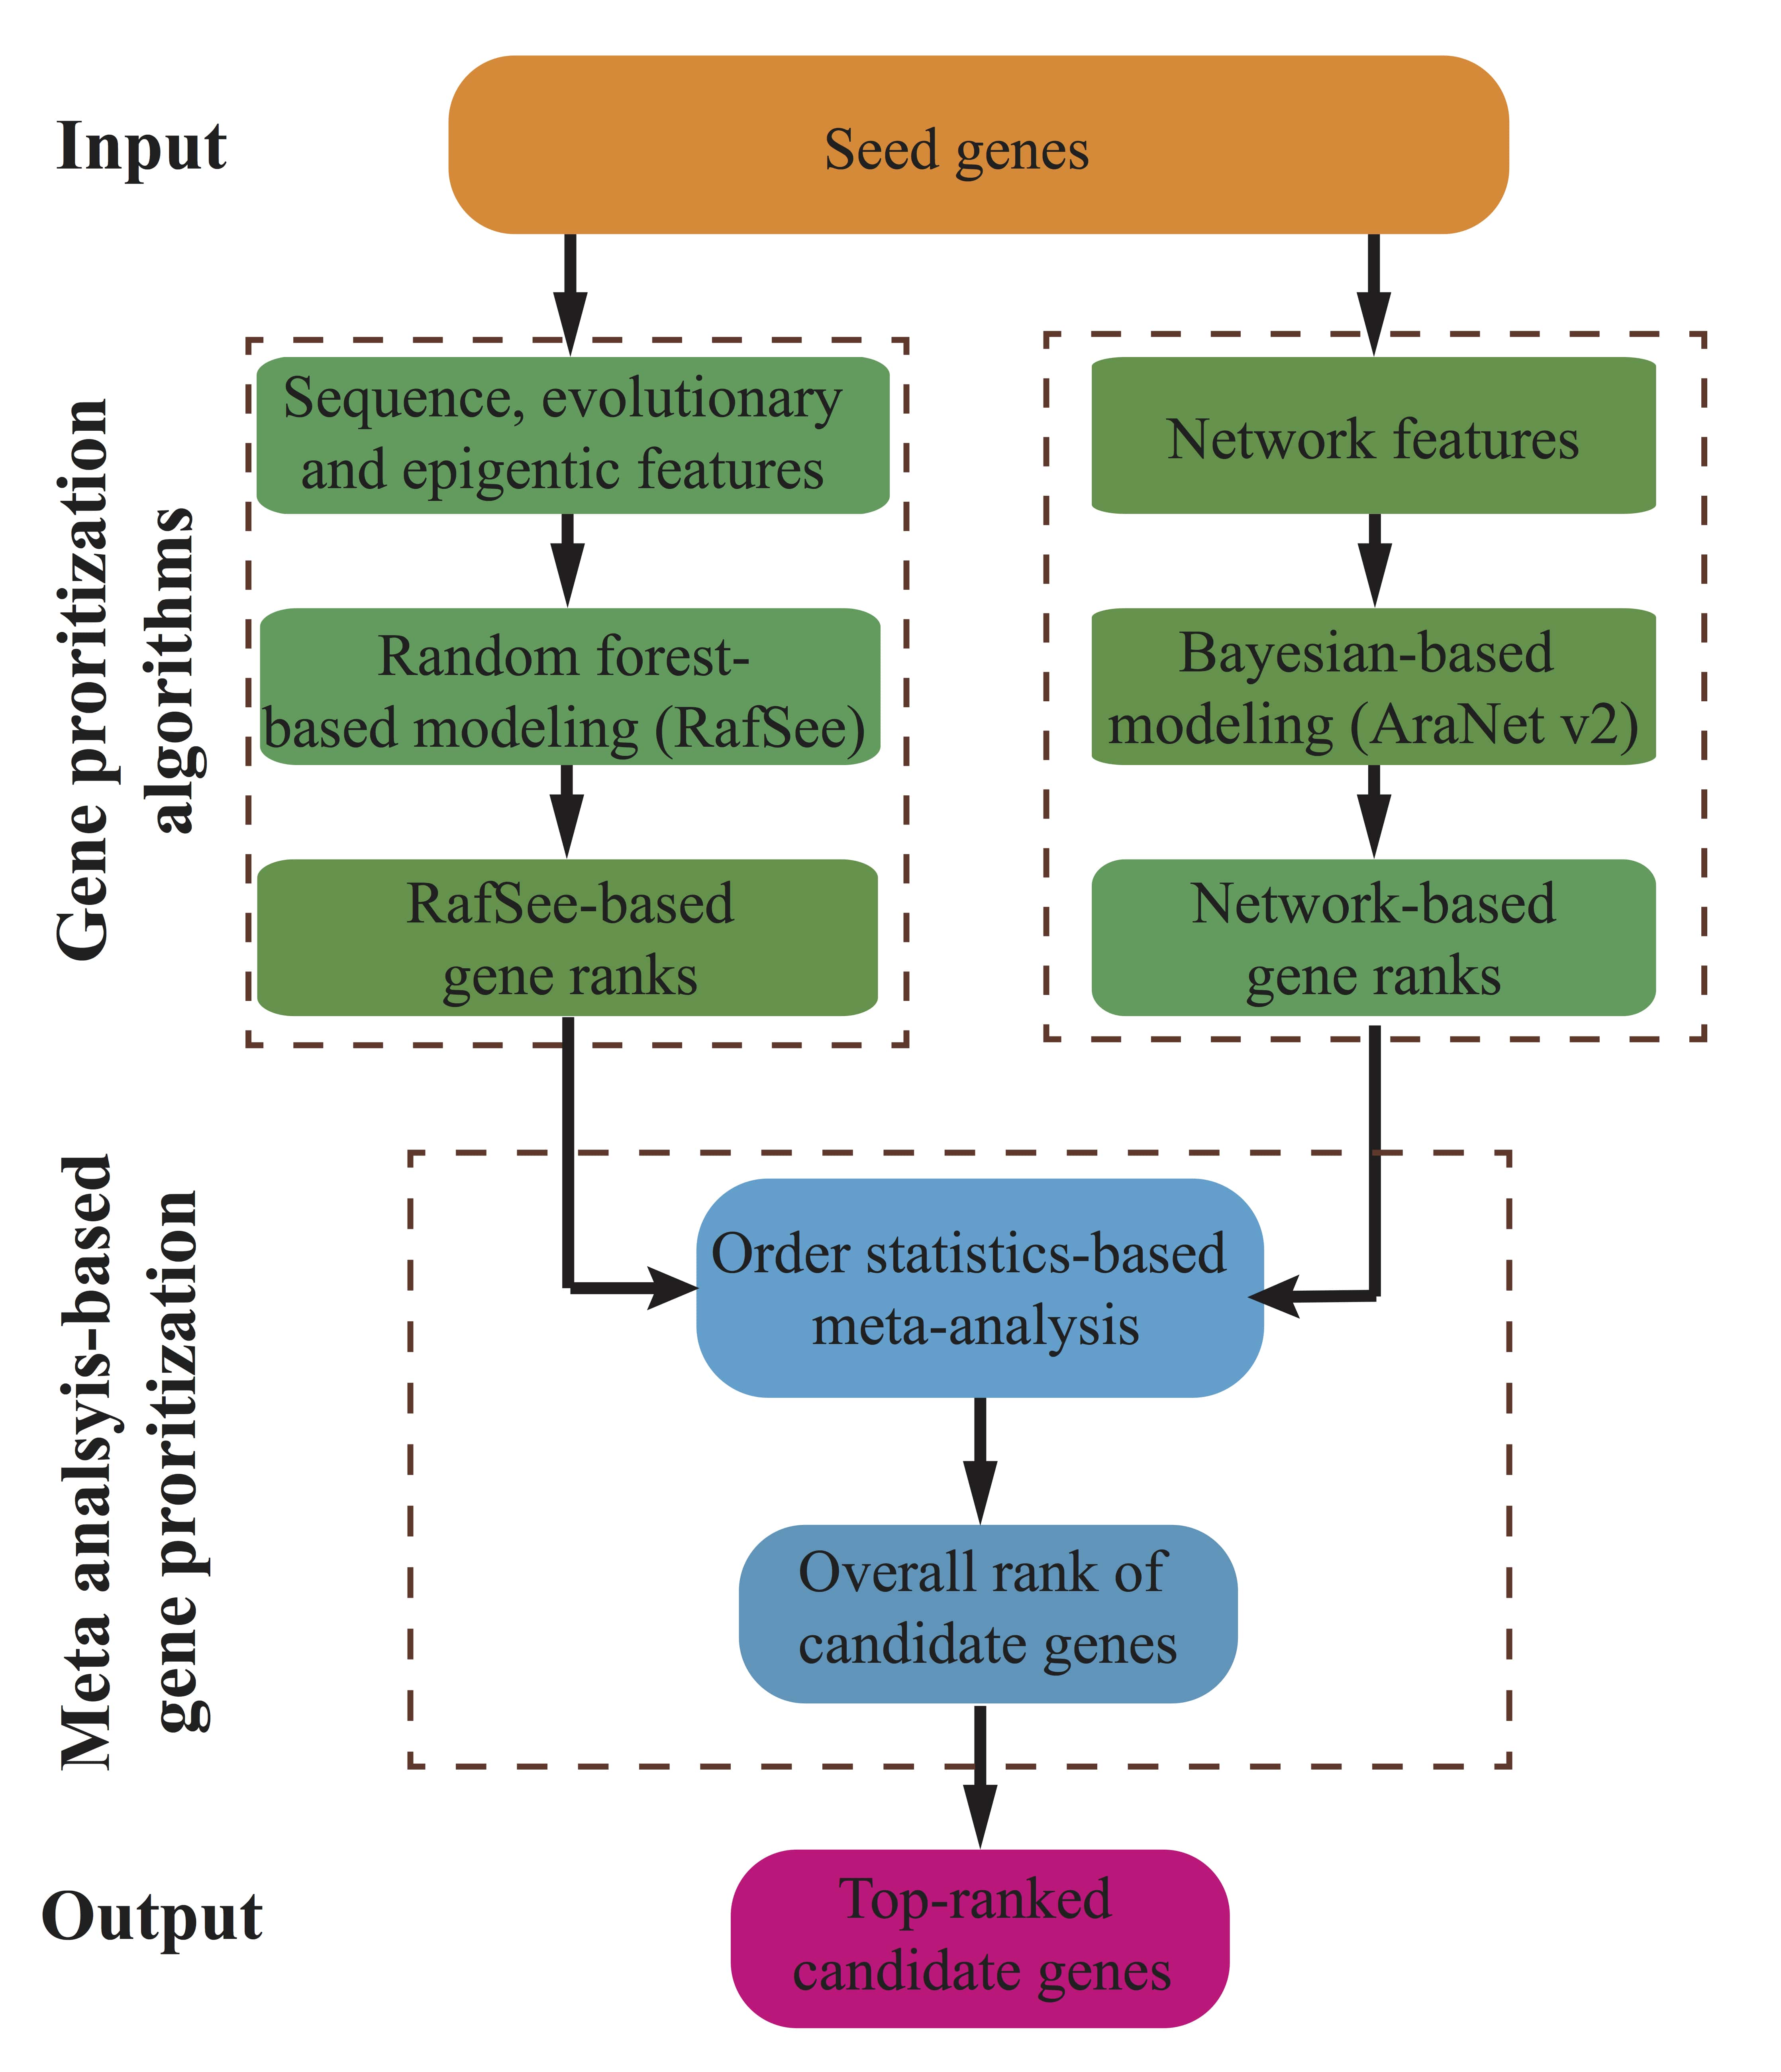 Input
Seed genes
Gene proritization
algorithms
Sequence, evolutionary
and epigentic features
Random forest-
based modeling (RafSee)
RafSee-based
gene ranks
Network features
Bayesian-based
modeling (AraNet v2)
Network-based
gene ranks
Meta analsyis-based
gene proritization
Order statistics-based
meta-analysis
Overall rank of
candidate genes
Output
Top-ranked
candidate genes